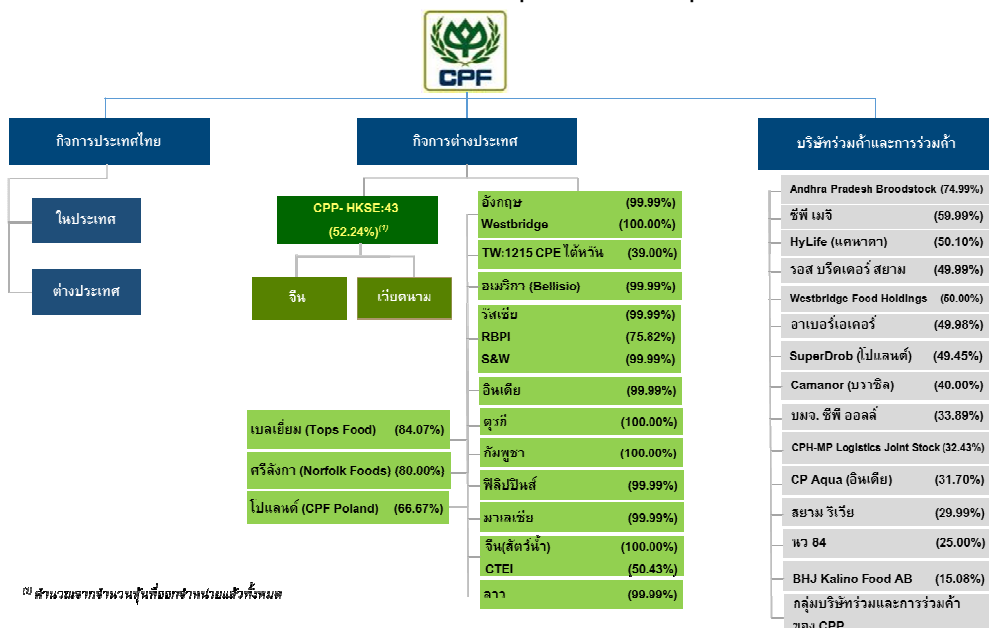 CPF
กิจการประเทศไทย
ในประเทศ
ต่างประเทศ
กิจการต่างประเทศ
CPP- HKSE:43
(52.24%)(1)
จีน
เวียดนาม
เบลเยี่ยม (Tops Food) (84.07%)
ศรีลังกา (Norfolk Foods) (80.00%)
โปแลนด์ (CPF Poland) (66.67%)
อังกฤษ (99.99%)
Westbridge (100.00%)
TW:1215 CPE ไต้หวัน (39.00%)
อเมริกา (Bellisio) (99.99%)
รัสเซีย (99.99%)
RBPI (75.82%)
S&W (99.99%)
อินเดีย (99.99%)
ตุรกี (100.00%)
กัมพูชา (100.00%)
ฟิลิปปินส์ (99.99%)
มาเลเซีย (99.99%)
จีน(สัตว์น้ำ) (100.00%)
CTEI (50.43%)
ลาว (99.99%)
บริษัทร่วมค้าและการร่วมค้า
Andhra Pradesh Broodstock (74.99%)
ซีพี เมจิ (59.99%)
HyLife (แคนาดา) (50.10%)
รอส บรีดเดอร์ สยาม (49.99%)
Westbridge Food Holdings (50.00%)
อาเบอร์เอเคอร์ (49.98%)
SuperDrob (โปแลนด์) (49.45%)
Camanor (บราซิล) (40.00%)
บมจ. ซีพี ออลล์ (33.89%)
CPH-MP Logistics Joint Stock (32.43%)
CP Aqua (อินเดีย) (31.70%)
สยาม ริเวีย (29.99%)
หว 84 (25.00%)
BHJ Kalino Food AB (15.08%)
กลุ่มบริษัทร่วมและการร่วมค้า
ของ CPP
(1) คำนวณจากจำนวนหุ้นที่ออกจำหน่ายแล้วทั้งหมด